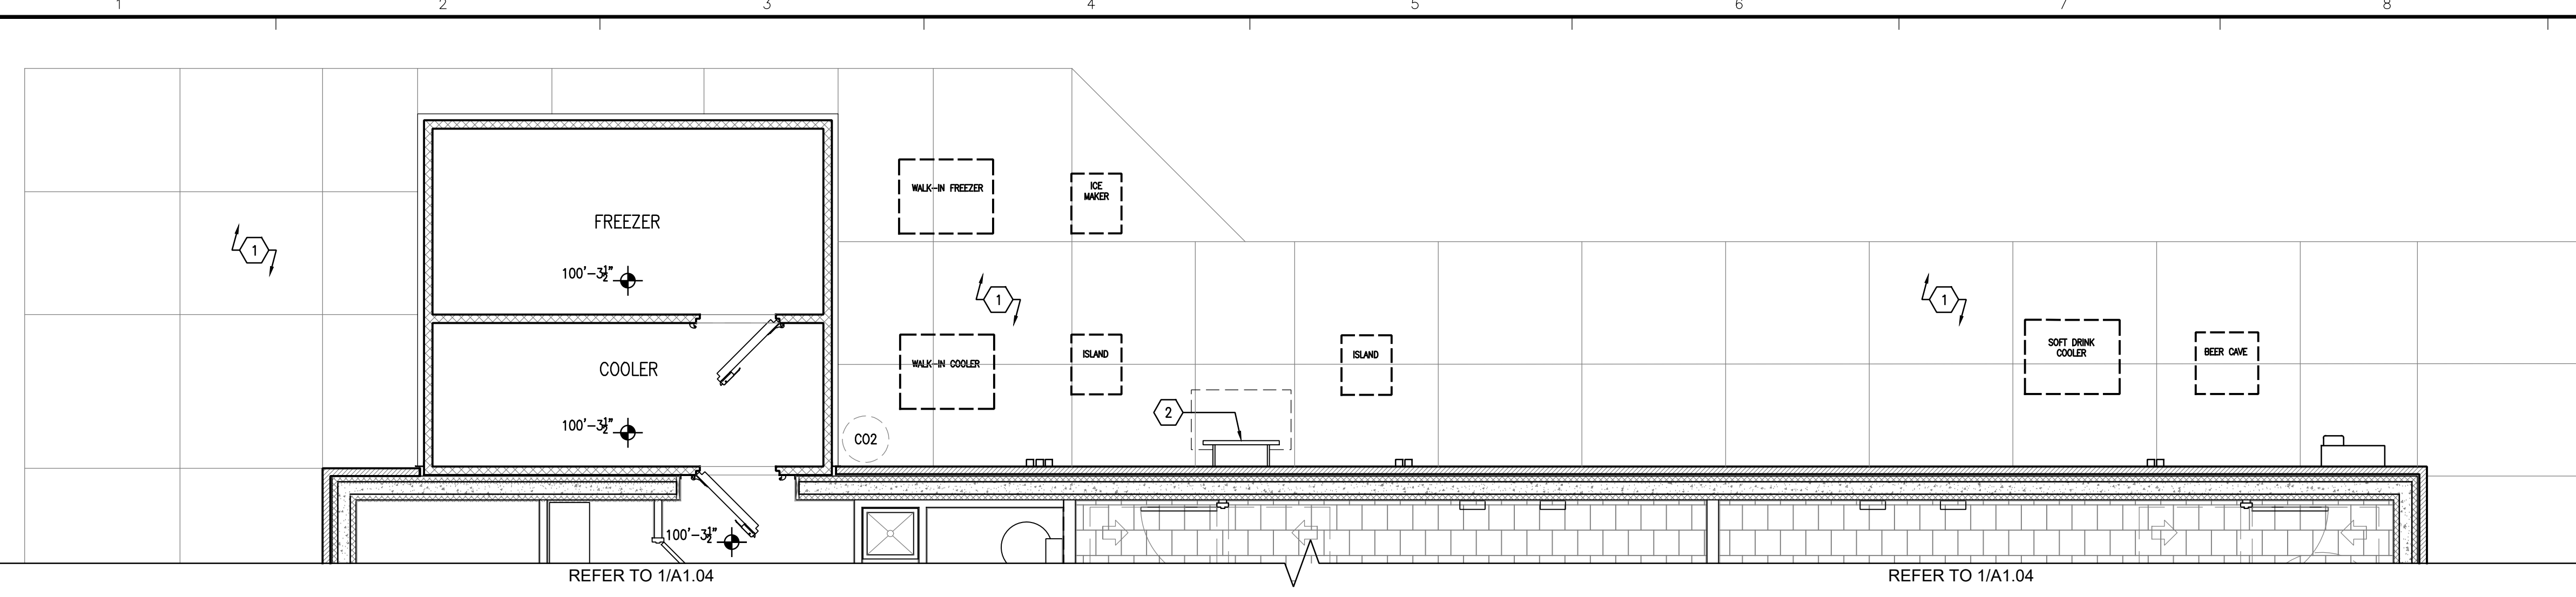 1 2 3 4 5 6 7 8
WALK-IN FREEZER
ICE
MAKER
FREEZER
1
100'-3½"
1
1
SOFT DRINK
COOLER
BEER CAVE
ISLAND
ISLAND
WALK-IN COOLER
COOLER
2
100'-3½"
CO2
100'-3½"
REFER TO 1/A1.04
REFER TO 1/A1.04